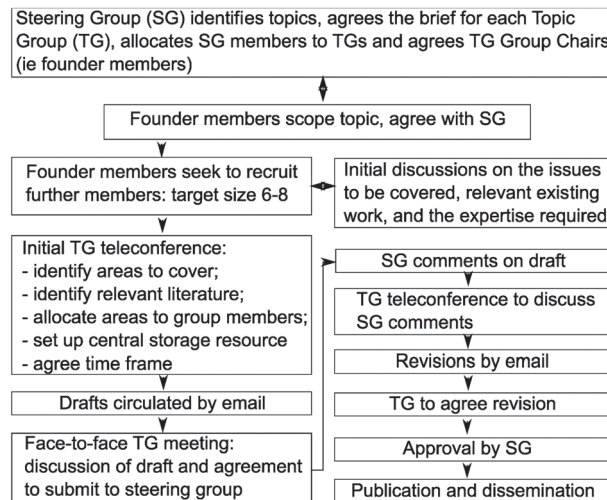 Steering Group (SG) identifies topics, agrees the brief for each Topic
Group (TG), allocates SG members to TGs and agrees TG Group Chairs
(ie founder members)
Founder members scope topic, agree with SG
Founder members seek to recruit
further members: target size 6-8
Initial discussions on the issues
to be covered, relevant existing
work, and the expertise required
Initial TG teleconference:
- identify areas to cover;
- identify relevant literature;
- allocate areas to group members;
- set up central storage resource
- agree time frame
Drafts circulated by email
Face-to-face TG meeting:
discussion of draft and agreement
to submit to steering group
SG comments on draft
TG teleconference to discuss
SG comments
Revisions by email
TG to agree revision
Approval by SG
Publication and dissemination